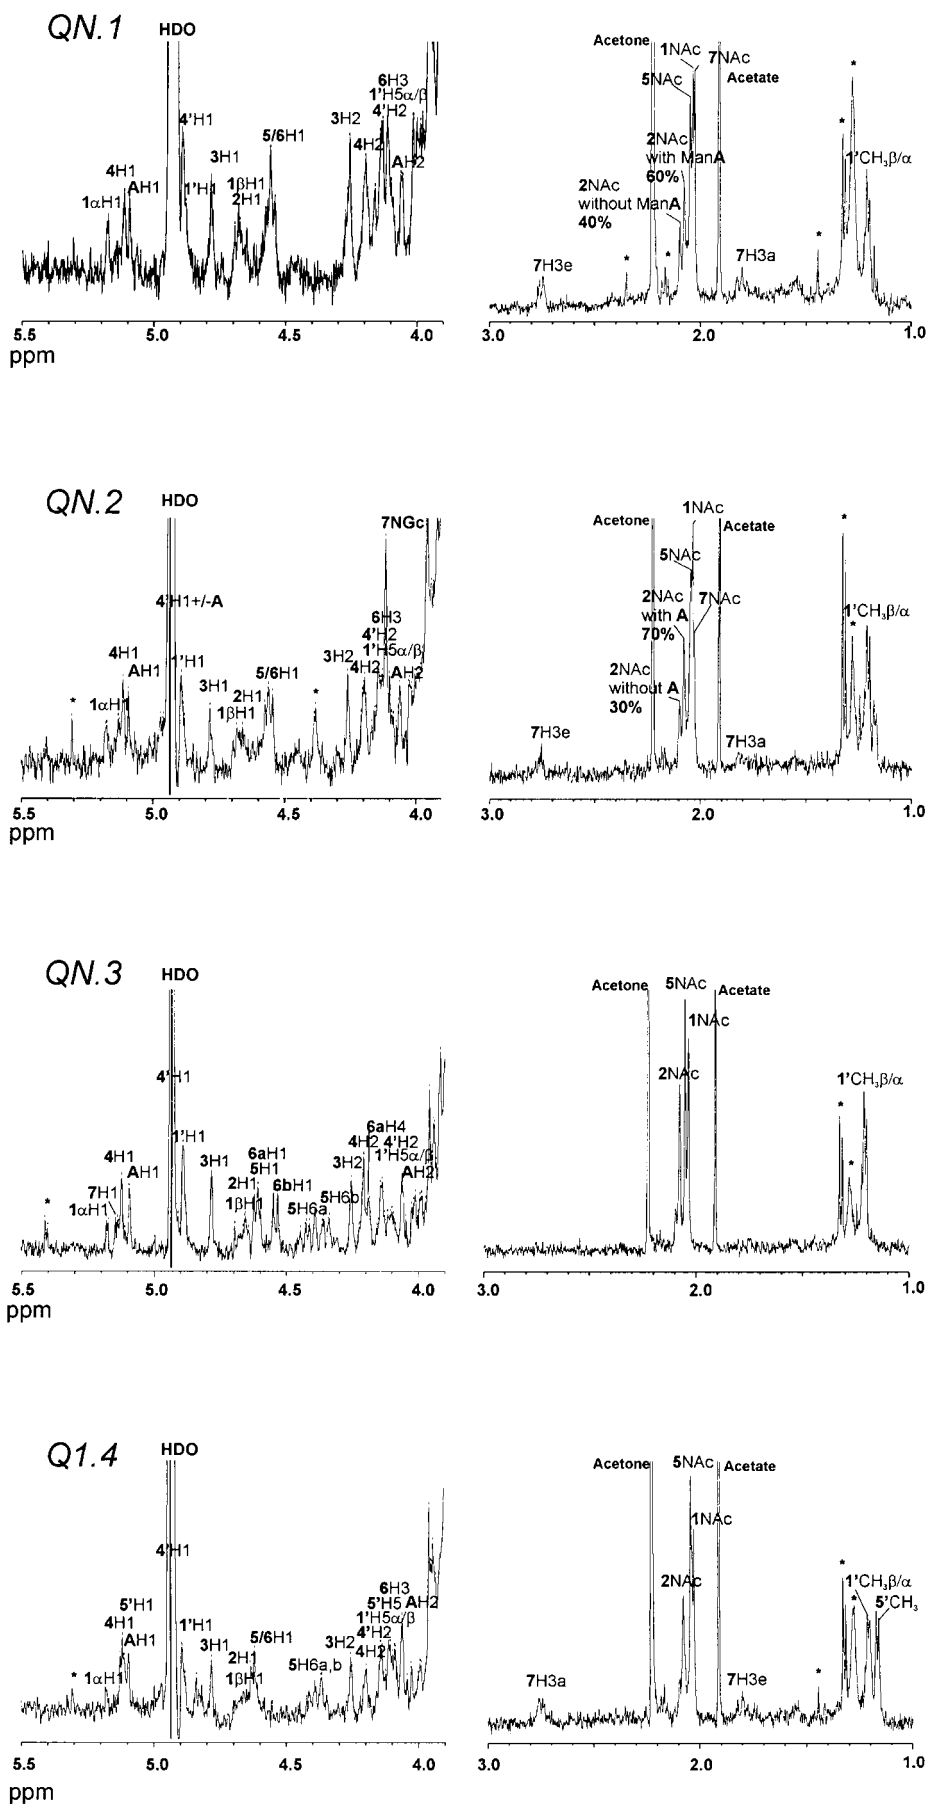 QN.1
HDO
4'H1
3H1
5/6H1
4H1
AH1
1αH1
1'H1
1βH1
2H1
3H2
4H2
6H3
1'H5α/β
4'H2
AH2
5.5
5.0
4.5
4.0
ppm
Acetone
1NAc
7NAc
5NAc
Acetate
*
*
2NAc
with ManA
60%
1'CH₃β/α
2NAc
without ManA
40%
*
*
*
7H3e
7H3a
3.0
2.0
1.0
QN.2
HDO
7NGc
4'H1+/-A
6H3
4'H2
1'H5α/β
4H1
AH1
1'H1
3H1
5/6H1
3H2
4H2
AH2
*
1αH1
2H1
1βH1
*
5.5
5.0
4.5
4.0
ppm
1NAc
Acetone
Acetate
*
5NAc
2NAc
with A
70%
7NAc
1'CH₃β/α
*
2NAc
without A
30%
7H3e
7H3a
3.0
2.0
1.0
QN.3
HDO
4'H1
1'H1
4H1
AH1
3H1
6aH1
5H1
2H1
6bH1
1βH1
7H1
1αH1
*
5H6a
5H6b
3H2
4H2
6aH4
4'H2
1'H5α/β
AH2
5.5
5.0
4.5
4.0
ppm
Acetone
5NAc
Acetate
1NAc
2NAc
*
1'CH₃β/α
*
3.0
2.0
1.0
Q1.4
HDO
4'H1
5'H1
4H1
AH1
1'H1
3H1
5/6H1
2H1
1βH1
*
1αH1
5H6a,b
3H2
6H3
5'H5
AH2
1'H5α/β
4'H2
4H2
5.5
5.0
4.5
4.0
ppm
Acetone
5NAc
Acetate
1NAc
2NAc
*
1'CH₃β/α
*
5'CH₃
7H3a
7H3e
*
3.0
2.0
1.0